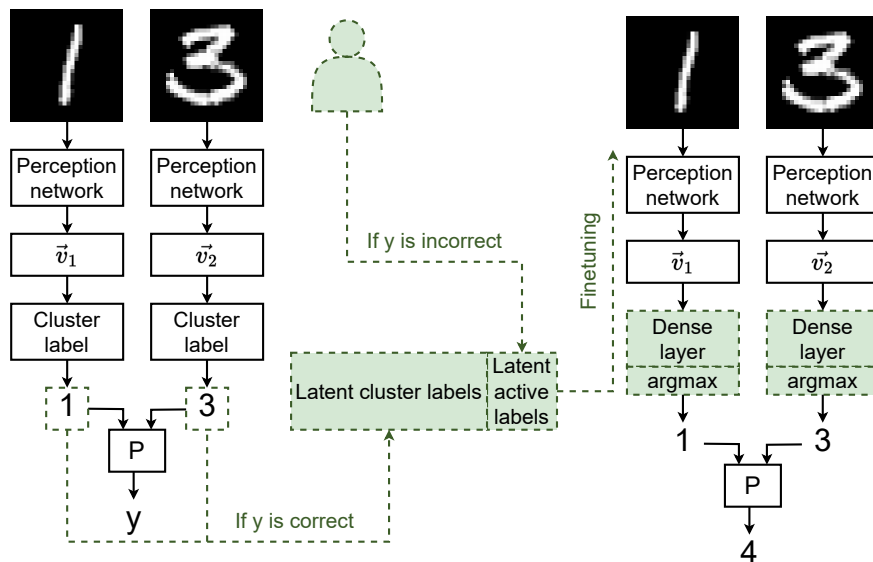 Perception
network
Perception
network
v⃗₁
v⃗₂
Cluster
label
Cluster
label
1
3
P
y
If y is incorrect
If y is correct
Latent cluster labels
Latent
active
labels
Finetuning
Perception
network
Perception
network
v⃗₁
v⃗₂
Dense
layer
argmax
Dense
layer
argmax
1
3
P
4